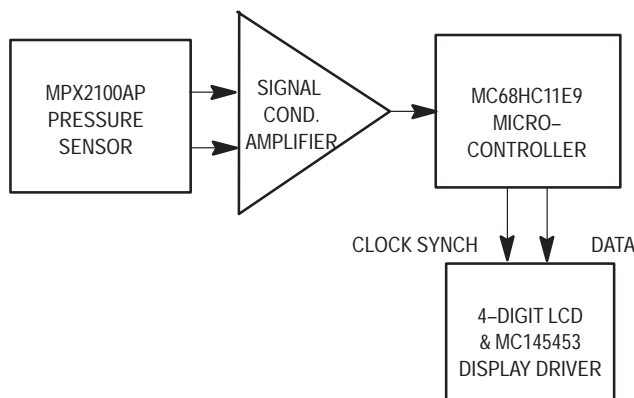 MPX2100AP
PRESSURE
SENSOR
SIGNAL
COND.
AMPLIFIER
MC68HC11E9
MICRO–
CONTROLLER
CLOCK SYNCH
DATA
4–DIGIT LCD
& MC145453
DISPLAY DRIVER